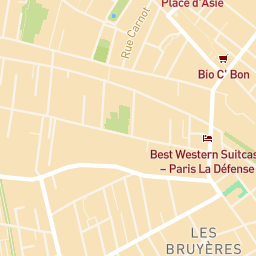 Place d'Asie
Rue Carnot
Bio C' Bon
Best Western Suitcas
– Paris La Défense
LES
BRUYÈRES